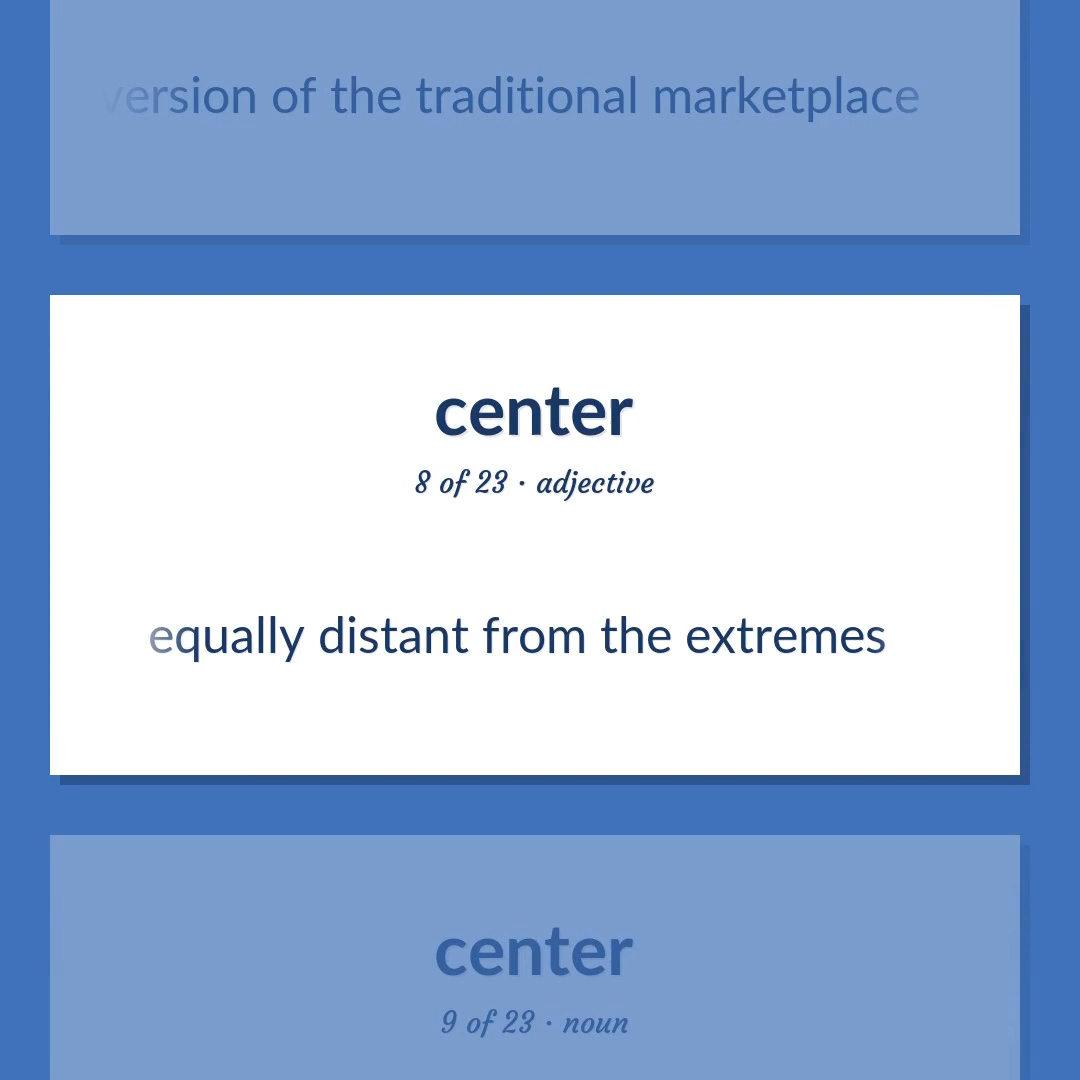 version of the traditional marketplace
center
8 of 23 · adjective
equally distant from the extremes
center
9 of 23 · noun